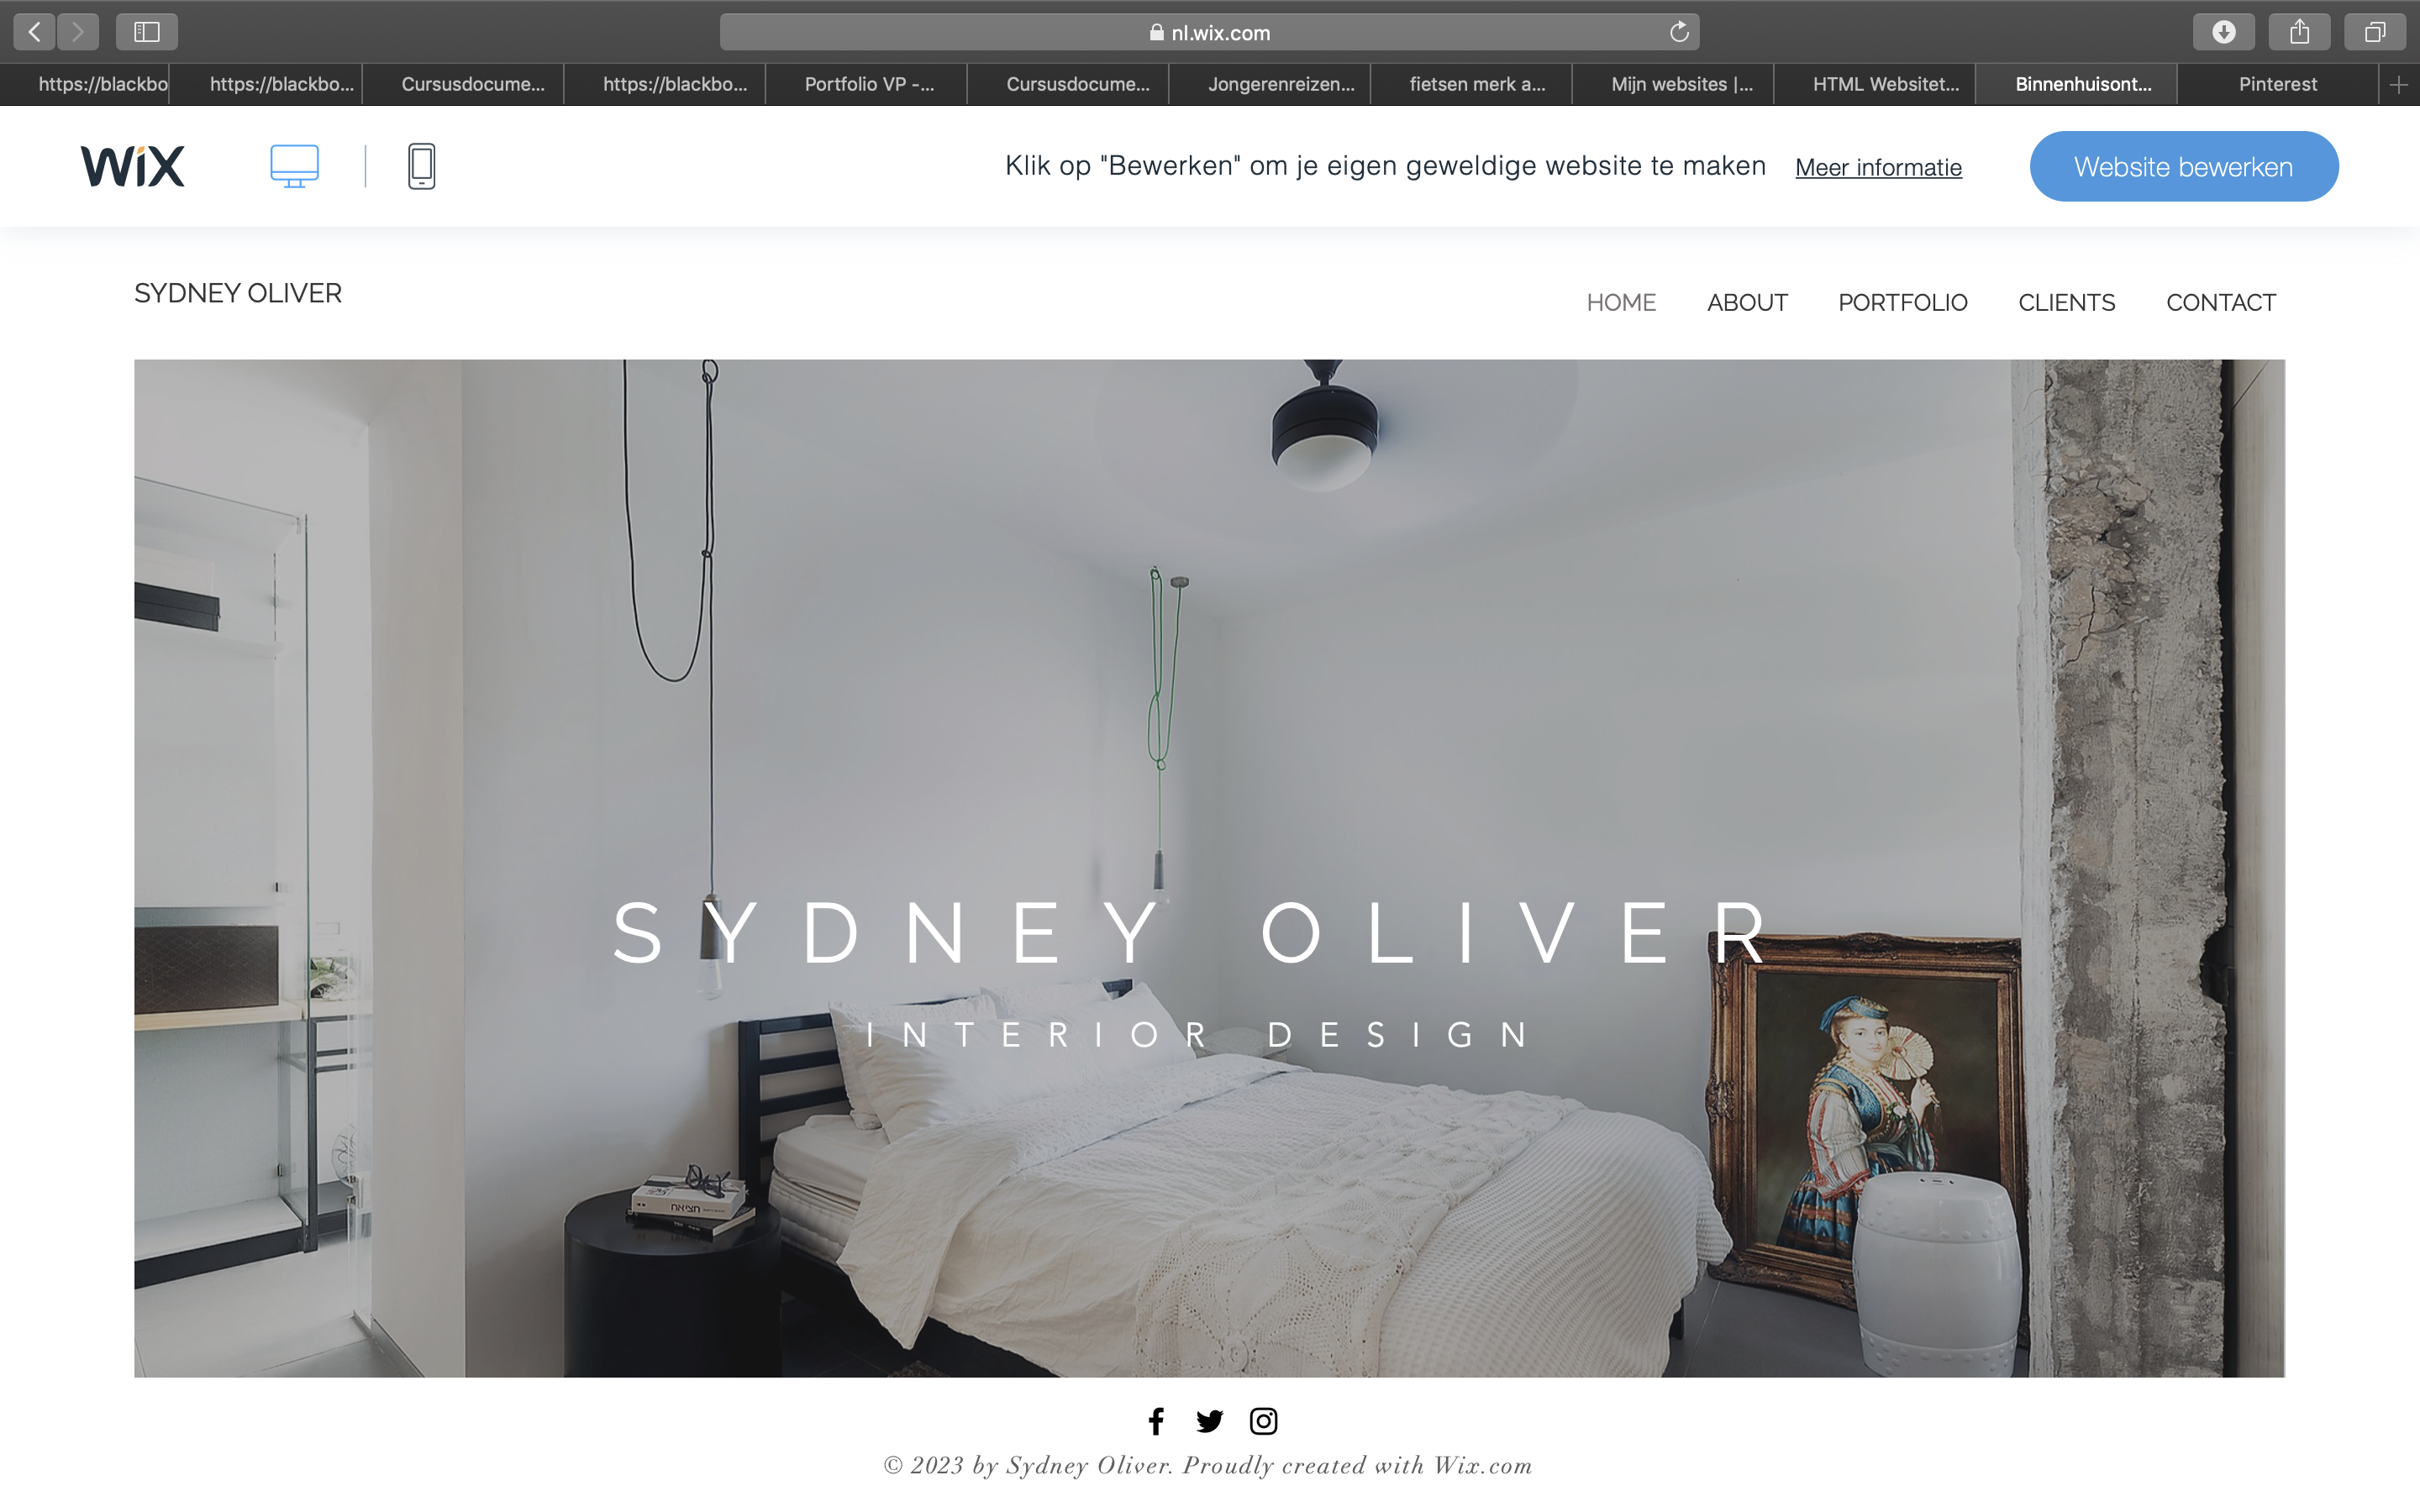 nl.wix.com
https://blackbo
https://blackbo...
Cursusdocume...
https://blackbo...
Portfolio VP -...
Cursusdocume...
Jongerenreizen...
fietsen merk a...
Mijn websites |...
HTML Websitet...
Binnenhuisont...
Pinterest
WiX
Klik op "Bewerken" om je eigen geweldige website te maken
Meer informatie
Website bewerken
SYDNEY OLIVER
HOME
ABOUT
PORTFOLIO
CLIENTS
CONTACT
SYDNEY OLIVER
INTERIOR DESIGN
© 2023 by Sydney Oliver. Proudly created with Wix.com